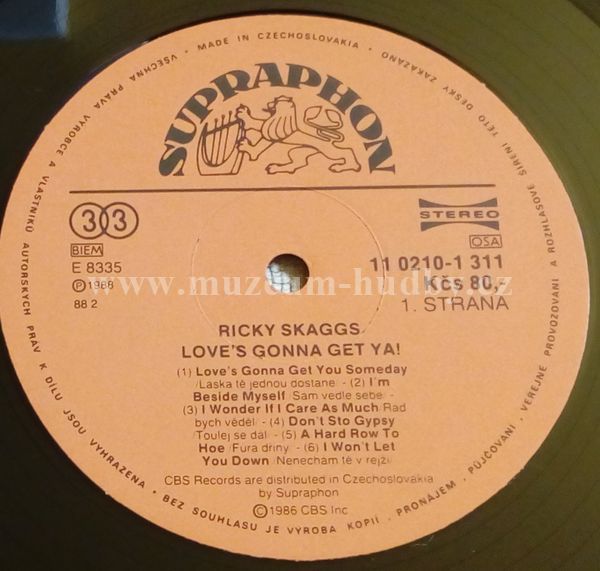 MADE IN CZECHOSLOVAKIA • VŠECHNA PRÁVA VÝROBCE A VLASTNÍKŮ AUTORSKÝCH PRÁV K DÍLU JSOU VYHRAZENA • BEZ SOUHLASU JE VÝROBA KOPIÍ, PRONÁJEM, PŮJČOVÁNÍ, VEŘEJNÉ PROVOZOVÁNÍ A ROZHLASOVÉ ŠÍŘENÍ TÉTO DESKY ZAKÁZÁNO •
SUPRAPHON
33
STEREO
BIEM
OSA
E 8335
11 0210-1 311
Ⓟ 1988
Kčs 80,-
www.muzeum-hudby.cz
88 2
1. STRANA
RICKY SKAGGS
LOVE'S GONNA GET YA!
(1) Love's Gonna Get You Someday
/Láska tě jednou dostane/ - (2) I'm
Beside Myself /Sám vedle sebe/ -
(3) I Wonder If I Care As Much /Rád
bych věděl/ - (4) Don't Sto Gypsy
/Toulej se dál/ - (5) A Hard Row To
Hoe /Fůra dřiny/ - (6) I Won't Let
You Down /Nenechám tě v rejži/
CBS Records are distributed in Czechoslovakia
by Supraphon
©1986 CBS Inc